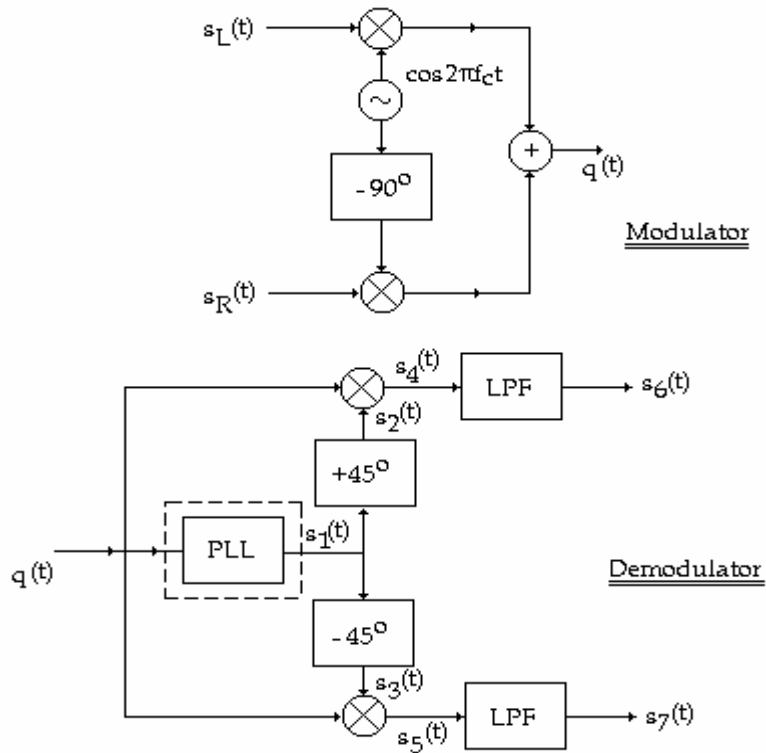 s_L(t)
cos2πf_ct
~
-90°
+
q(t)
Modulator
s_R(t)
s_4(t)
LPF
s_6(t)
s_2(t)
+45°
s_1(t)
PLL
q(t)
Demodulator
-45°
s_3(t)
LPF
s_7(t)
s_5(t)